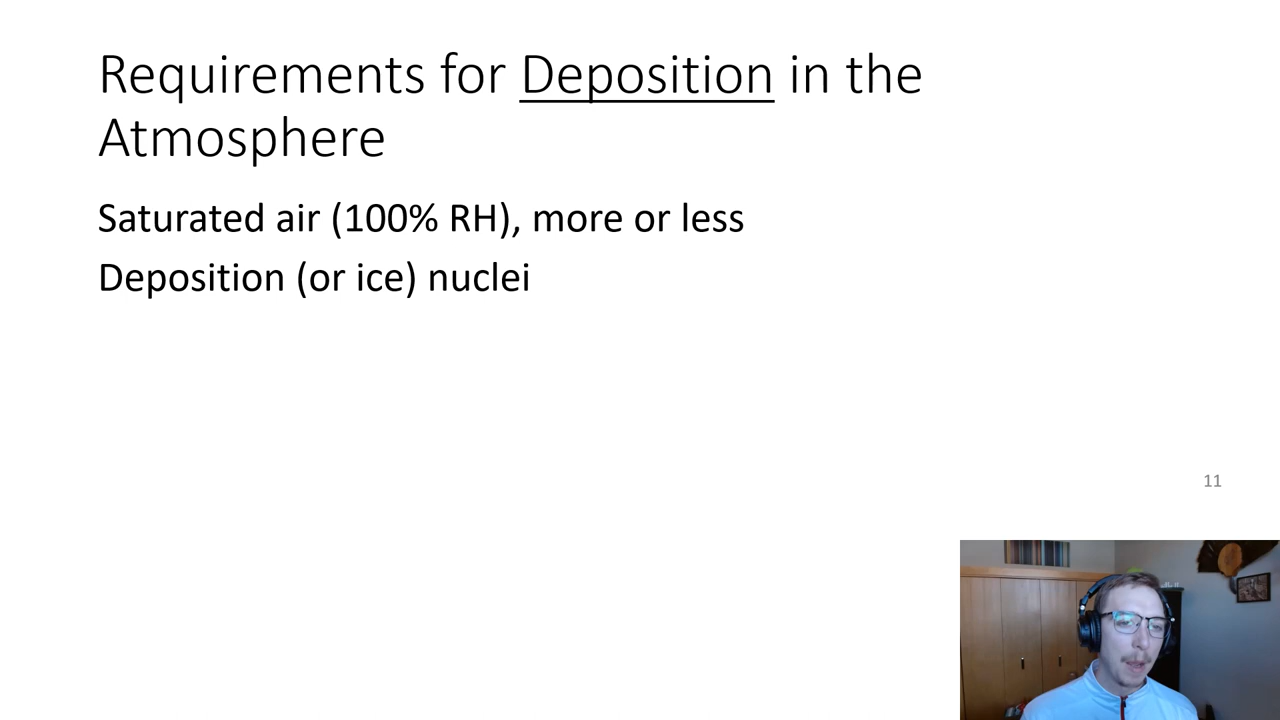 Requirements for Deposition in the
Atmosphere
Saturated air (100% RH), more or less
Deposition (or ice) nuclei
11